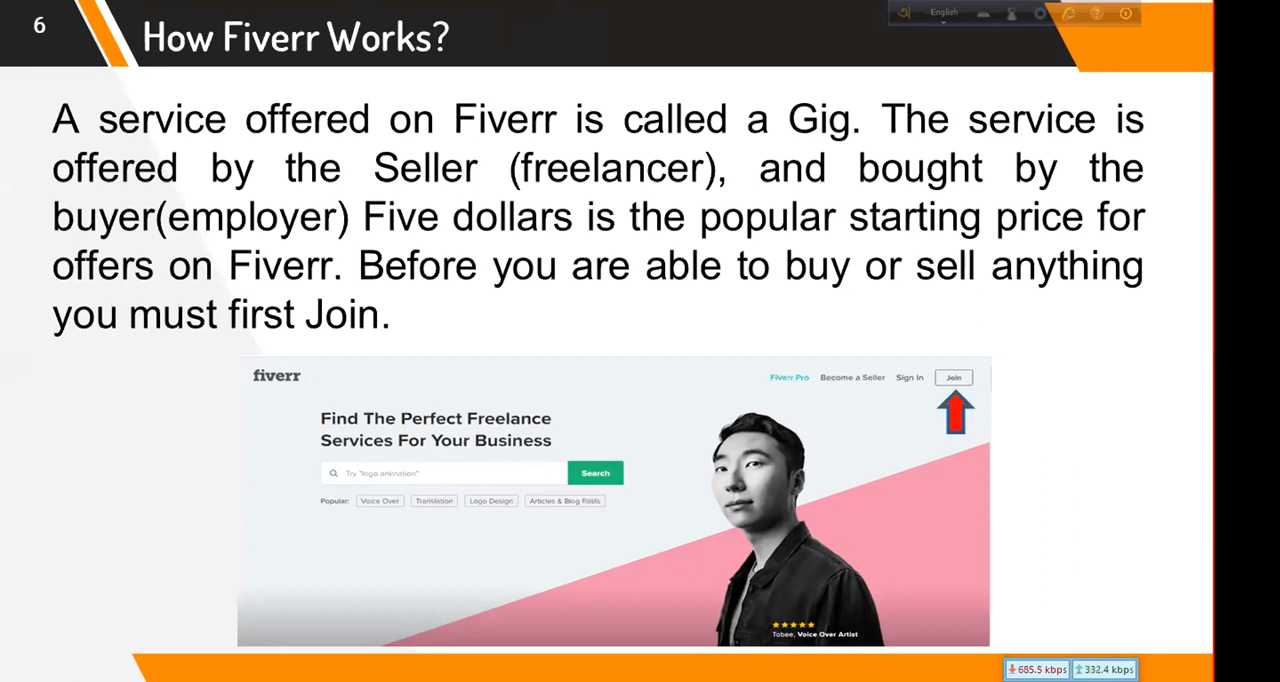 6
How Fiverr Works?
English
A service offered on Fiverr is called a Gig. The service is
offered by the Seller (freelancer), and bought by the
buyer(employer) Five dollars is the popular starting price for
offers on Fiverr. Before you are able to buy or sell anything
you must first Join.
fiverr
Fiverr Pro Become a Seller Sign In Join
Find The Perfect Freelance
Services For Your Business
Try "logo animation" Search
Popular: Voice Over Translation Logo Design Articles & Blog Posts
Tobee, Voice Over Artist
685.5 kbps 332.4 kbps